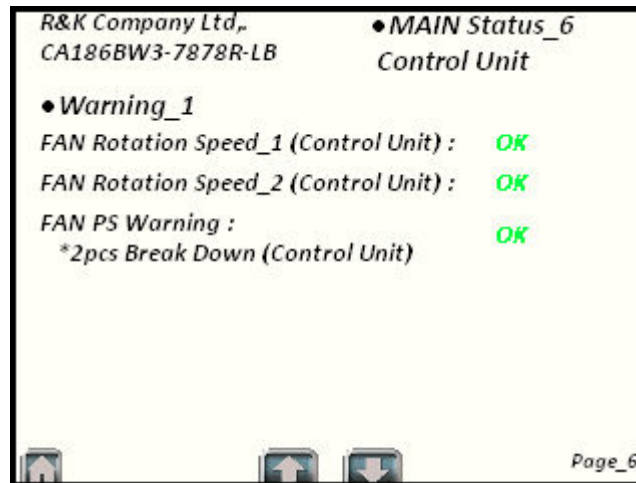 R&K Company Ltd,.
CA186BW3-7878R-LB
●MAIN Status_6
Control Unit
●Warning_1
FAN Rotation Speed_1 (Control Unit) : OK
FAN Rotation Speed_2 (Control Unit) : OK
FAN PS Warning :
*2pcs Break Down (Control Unit) OK
Page_6